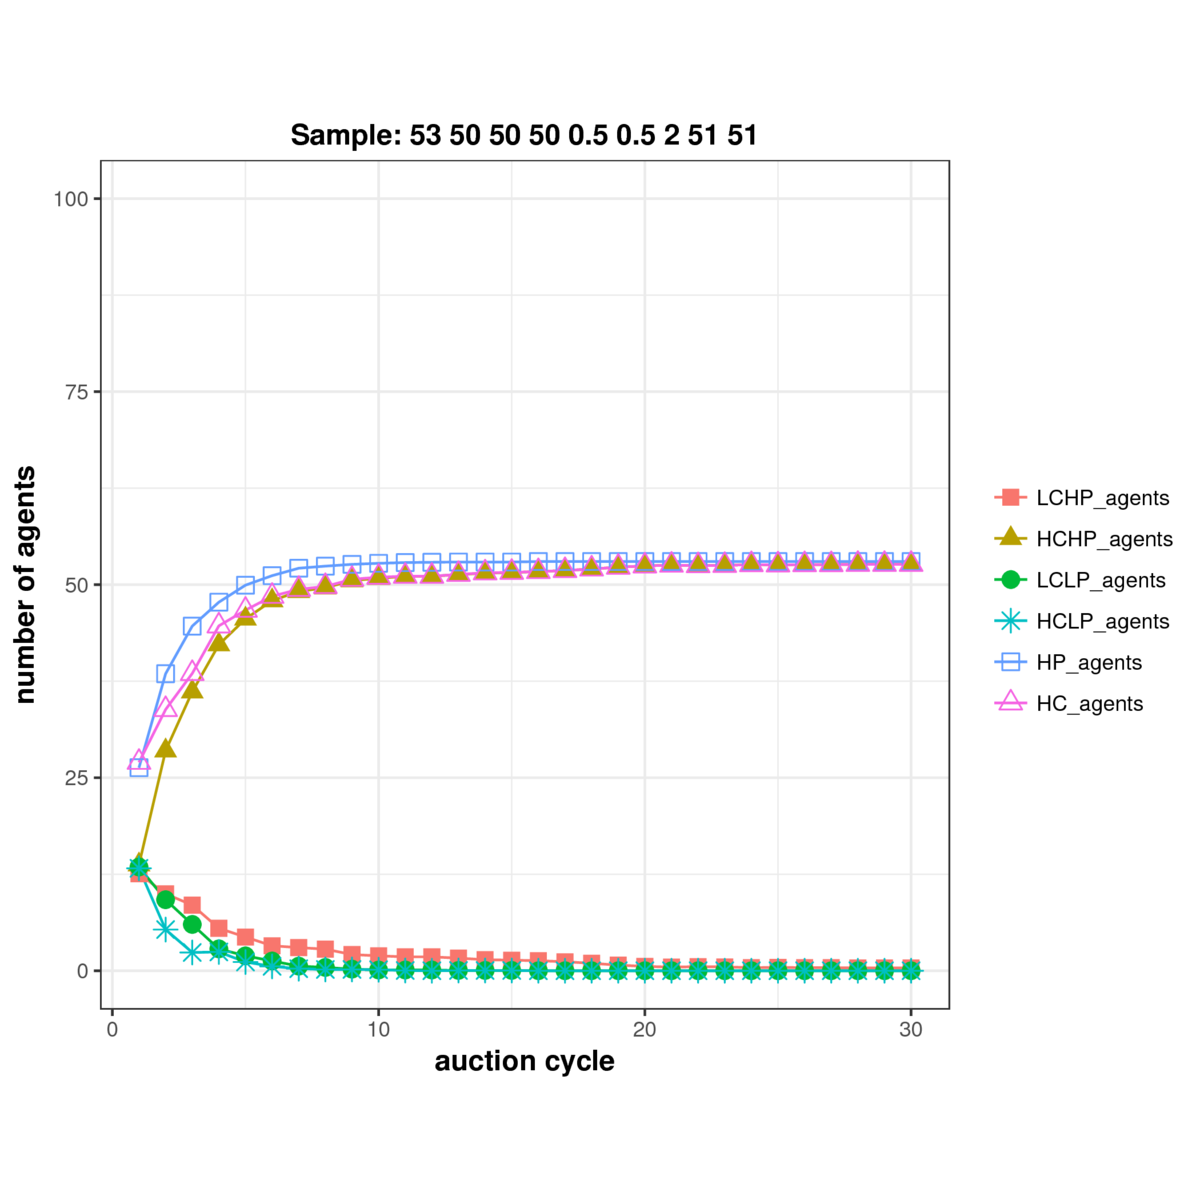 Sample: 53 50 50 50 0.5 0.5 2 51 51
100
75
50
25
0
number of agents
0 10 20 30
auction cycle
LCHP_agents
HCHP_agents
LCLP_agents
HCLP_agents
HP_agents
HC_agents